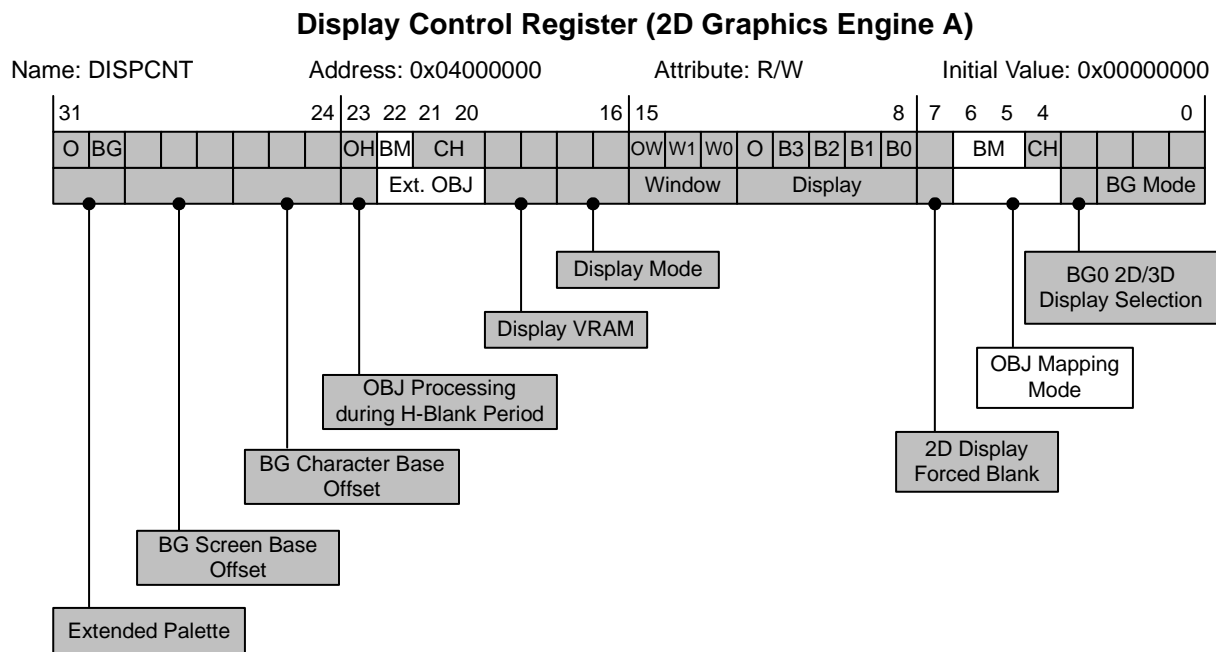 Display Control Register (2D Graphics Engine A)
Name: DISPCNT Address: 0x04000000 Attribute: R/W Initial Value: 0x00000000
31 24 23 22 21 20 16 15 8 7 6 5 4 0
O BG OH BM CH OW W1 W0 O B3 B2 B1 B0 BM CH
Ext. OBJ Window Display BG Mode
Display Mode
BG0 2D/3D
Display Selection
Display VRAM
OBJ Mapping
Mode
OBJ Processing
during H-Blank Period
2D Display
Forced Blank
BG Character Base
Offset
BG Screen Base
Offset
Extended Palette